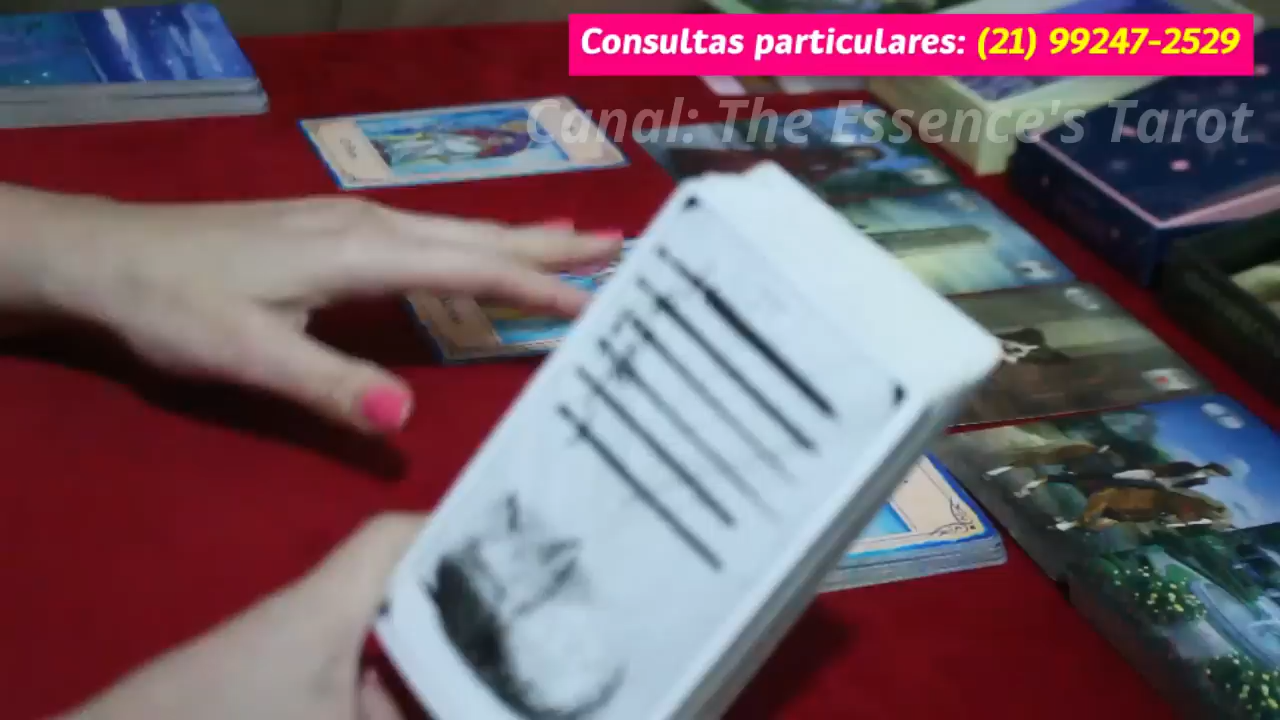 Consultas particulares: (21) 99247-2529
Canal: The Essence's Tarot